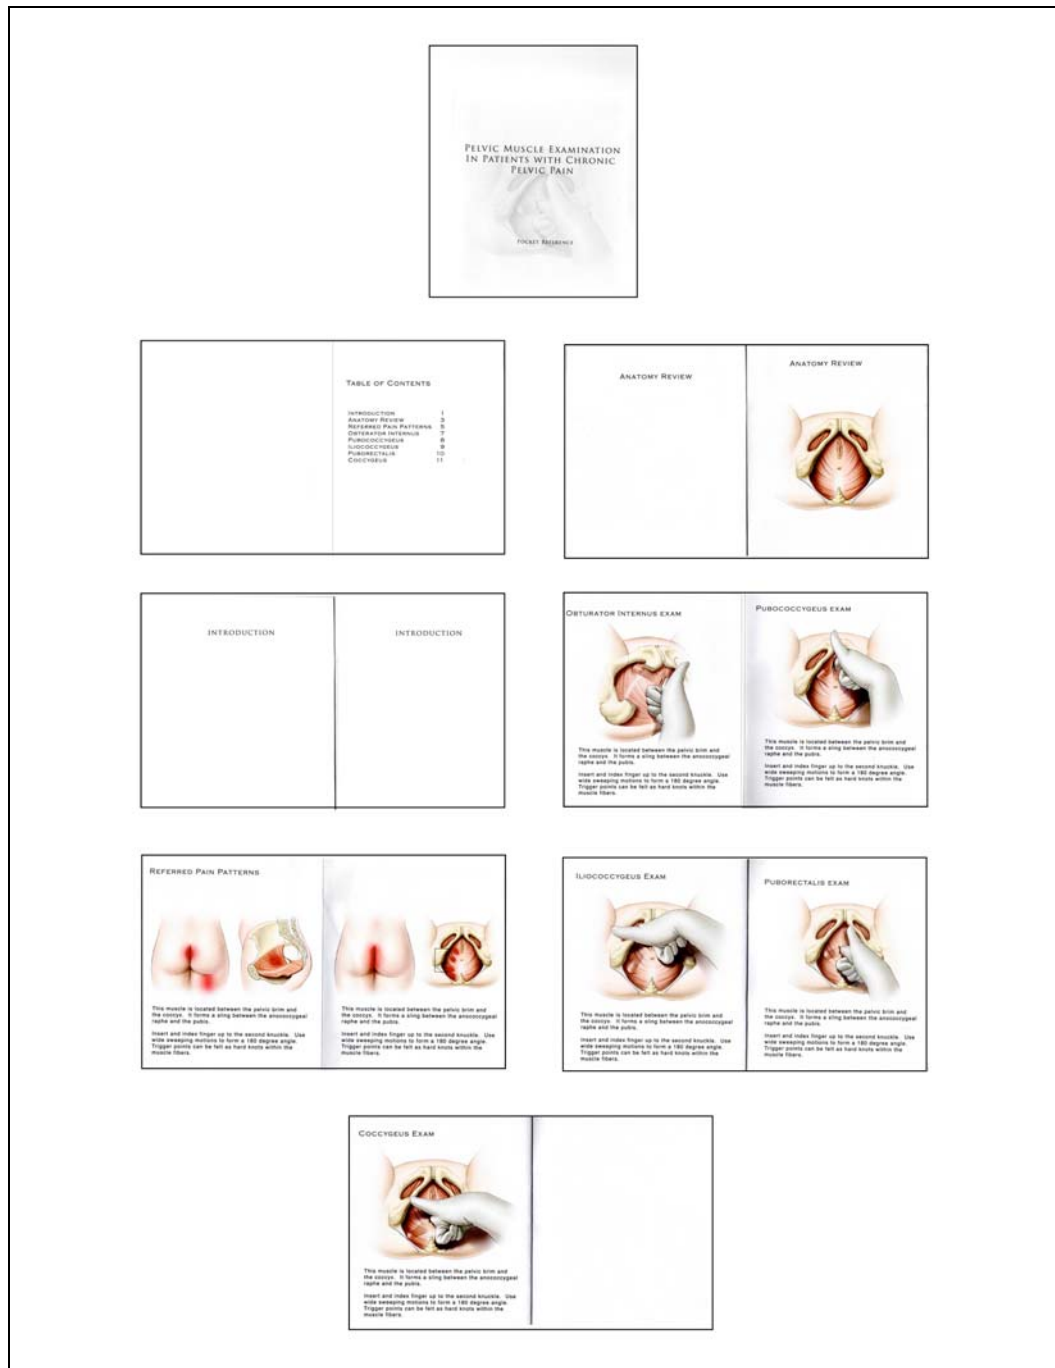 PELVIC MUSCLE EXAMINATION
IN PATIENTS WITH CHRONIC
PELVIC PAIN
POCKET REFERENCE
TABLE OF CONTENTS
INTRODUCTION 1
ANATOMY REVIEW 3
REFERRED PAIN PATTERNS 5
OBTERATOR INTERNUS 7
PUBOCOCCYGEUS 8
ILIOCOCCYGEUS 9
PUBORECTALIS 10
COCCYGEUS 11
ANATOMY REVIEW
ANATOMY REVIEW
INTRODUCTION
INTRODUCTION
OBTURATOR INTERNUS EXAM
This muscle is located between the pelvic brim and
the coccyx. It forms a sling between the anococcygeal
raphe and the pubis.
Insert and index finger up to the second knuckle. Use
wide sweeping motions to form a 180 degree angle.
Trigger points can be felt as hard knots within the
muscle fibers.
PUBOCOCCYGEUS EXAM
This muscle is located between the pelvic brim and
the coccyx. It forms a sling between the anococcygeal
raphe and the pubis.
Insert and index finger up to the second knuckle. Use
wide sweeping motions to form a 180 degree angle.
Trigger points can be felt as hard knots within the
muscle fibers.
REFERRED PAIN PATTERNS
This muscle is located between the pelvic brim and
the coccyx. It forms a sling between the anococcygeal
raphe and the pubis.
Insert and index finger up to the second knuckle. Use
wide sweeping motions to form a 180 degree angle.
Trigger points can be felt as hard knots within the
muscle fibers.
This muscle is located between the pelvic brim and
the coccyx. It forms a sling between the anococcygeal
raphe and the pubis.
Insert and index finger up to the second knuckle. Use
wide sweeping motions to form a 180 degree angle.
Trigger points can be felt as hard knots within the
muscle fibers.
ILIOCOCCYGEUS EXAM
This muscle is located between the pelvic brim and
the coccyx. It forms a sling between the anococcygeal
raphe and the pubis.
Insert and index finger up to the second knuckle. Use
wide sweeping motions to form a 180 degree angle.
Trigger points can be felt as hard knots within the
muscle fibers.
PUBORECTALIS EXAM
This muscle is located between the pelvic brim and
the coccyx. It forms a sling between the anococcygeal
raphe and the pubis.
Insert and index finger up to the second knuckle. Use
wide sweeping motions to form a 180 degree angle.
Trigger points can be felt as hard knots within the
muscle fibers.
COCCYGEUS EXAM
This muscle is located between the pelvic brim and
the coccyx. It forms a sling between the anococcygeal
raphe and the pubis.
Insert and index finger up to the second knuckle. Use
wide sweeping motions to form a 180 degree angle.
Trigger points can be felt as hard knots within the
muscle fibers.